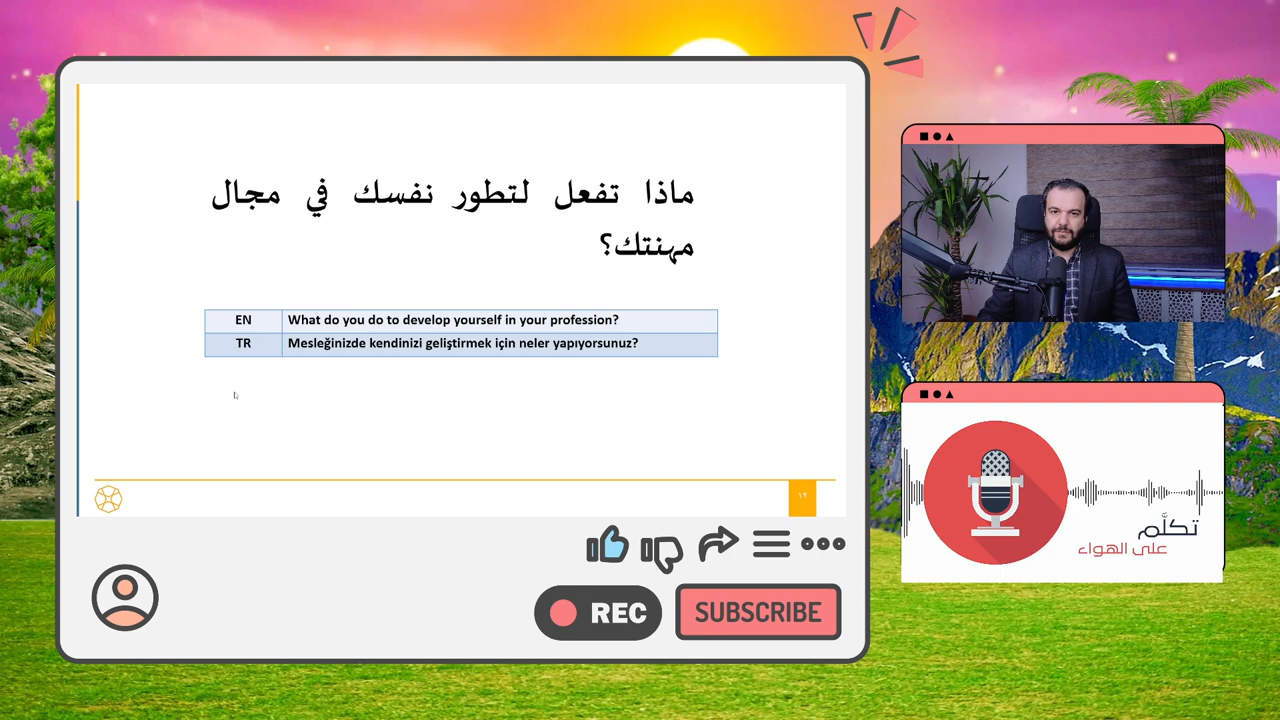 ماذا تفعل لتطور نفسك في مجال
مهنتك؟
EN What do you do to develop yourself in your profession?
TR Mesleğinizde kendinizi geliştirmek için neler yapıyorsunuz?
١٢
REC
SUBSCRIBE
تكلَّم
على الهواء